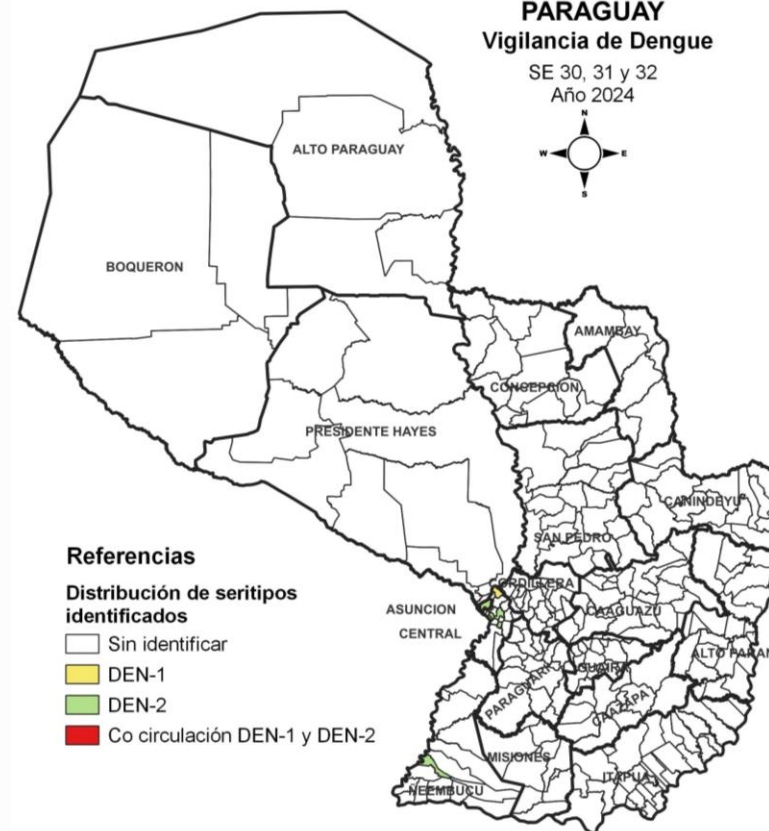 PARAGUAY
Vigilancia de Dengue
SE 30, 31 y 32
Año 2024
N
W E
S
ALTO PARAGUAY
BOQUERON
AMAMBAY
CONCEPCION
PRESIDENTE HAYES
CANINDEYU
SAN PEDRO
Referencias
Distribución de seritipos
identificados
Sin identificar
DEN-1
DEN-2
Co circulación DEN-1 y DEN-2
CORDILLERA
ASUNCION
CAAGUAZU
CENTRAL
ALTO PARAN
GUAIRA
PARAGUARI
CAAZAPA
MISIONES
ITAPUA
ÑEEMBUCU